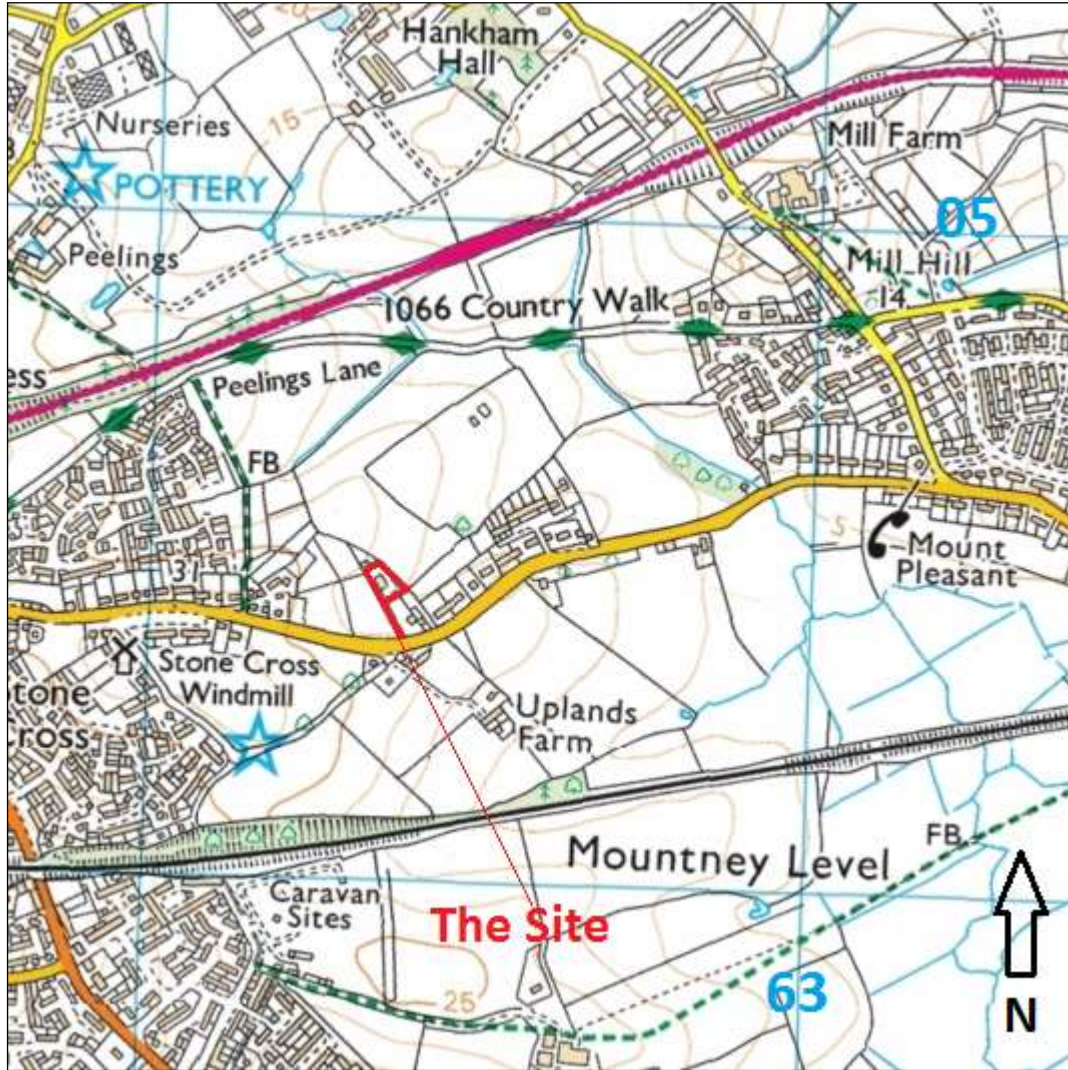 20
Hankham
Hall
15
Nurseries
Mill Farm
POTTERY
05
Peelings
Mill Hill
14
1066 Country Walk
ess
Peelings Lane
FB
31
5
Mount
Pleasant
Stone Cross
Windmill
tone
ross
Uplands
Farm
Mountney Level
FB
Caravan
Sites
The Site
25
63
N